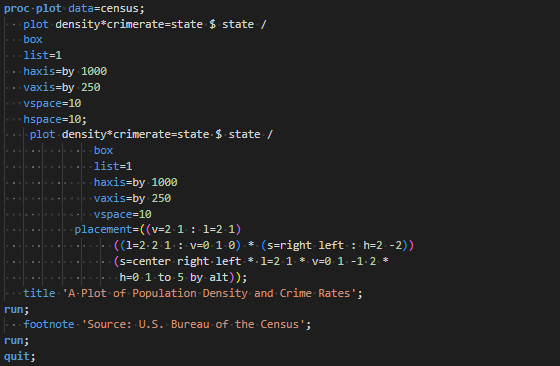 proc plot data=census;
plot density*crimerate=state $ state /
box
list=1
haxis=by 1000
vaxis=by 250
vspace=10
hspace=10;
plot density*crimerate=state $ state /
box
list=1
haxis=by 1000
vaxis=by 250
vspace=10
placement=((v=2 1 : l=2 1)
((l=2 2 1 : v=0 1 0) * (s=right left : h=2 -2))
(s=center right left * l=2 1 * v=0 1 -1 2 *
h=0 1 to 5 by alt));
title 'A Plot of Population Density and Crime Rates';
run;
footnote 'Source: U.S. Bureau of the Census';
run;
quit;